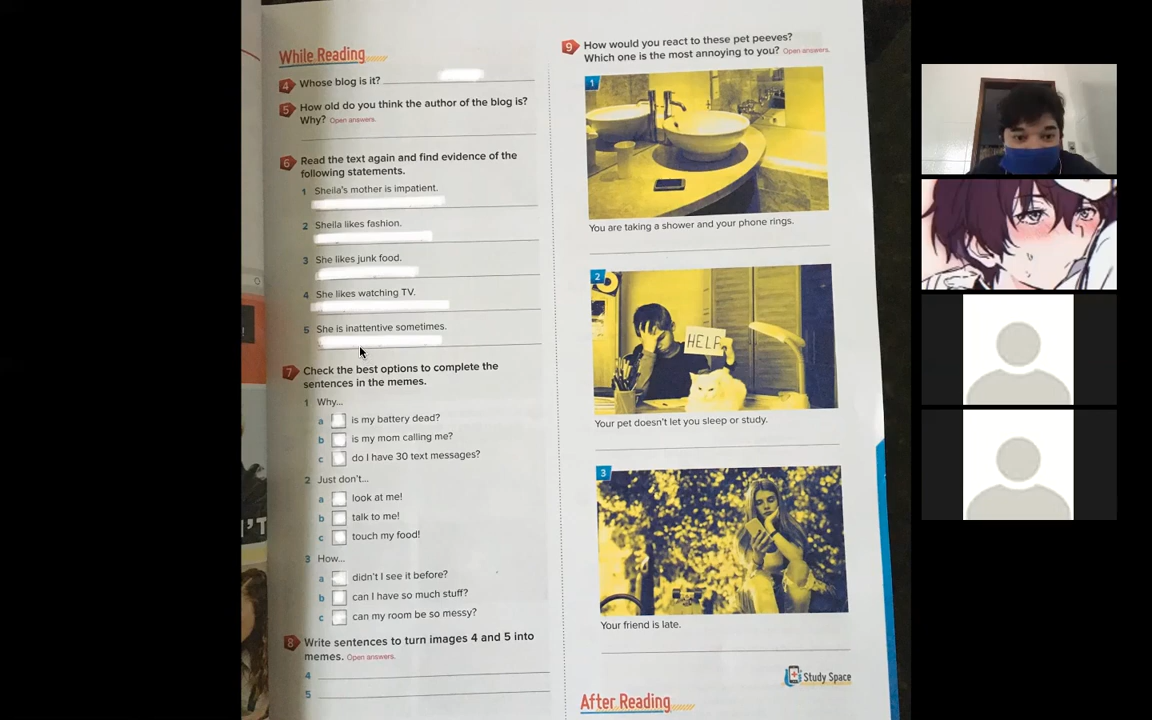 While Reading
4 Whose blog is it?
5 How old do you think the author of the blog is?
Why? Open answers.
6 Read the text again and find evidence of the
following statements.
1 Sheila's mother is impatient.
2 Sheila likes fashion.
3 She likes junk food.
4 She likes watching TV.
5 She is inattentive sometimes.
7 Check the best options to complete the
sentences in the memes.
1 Why...
a is my battery dead?
b is my mom calling me?
c do I have 30 text messages?
2 Just don't...
a look at me!
b talk to me!
c touch my food!
3 How...
a didn't I see it before?
b can I have so much stuff?
c can my room be so messy?
8 Write sentences to turn images 4 and 5 into
memes. Open answers.
4
5
9 How would you react to these pet peeves?
Which one is the most annoying to you? Open answers.
1
You are taking a shower and your phone rings.
2
HELP
Your pet doesn't let you sleep or study.
3
Your friend is late.
Study Space
After Reading